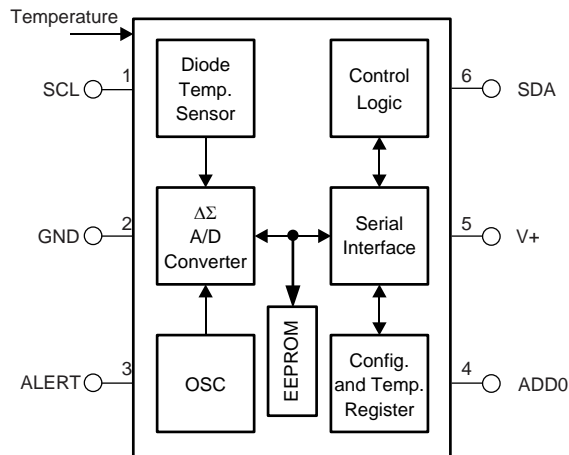 Temperature
SCL
1
Diode
Temp.
Sensor
Control
Logic
6
SDA
GND
2
ΔΣ
A/D
Converter
Serial
Interface
5
V+
ALERT
3
OSC
EEPROM
Config.
and Temp.
Register
4
ADD0